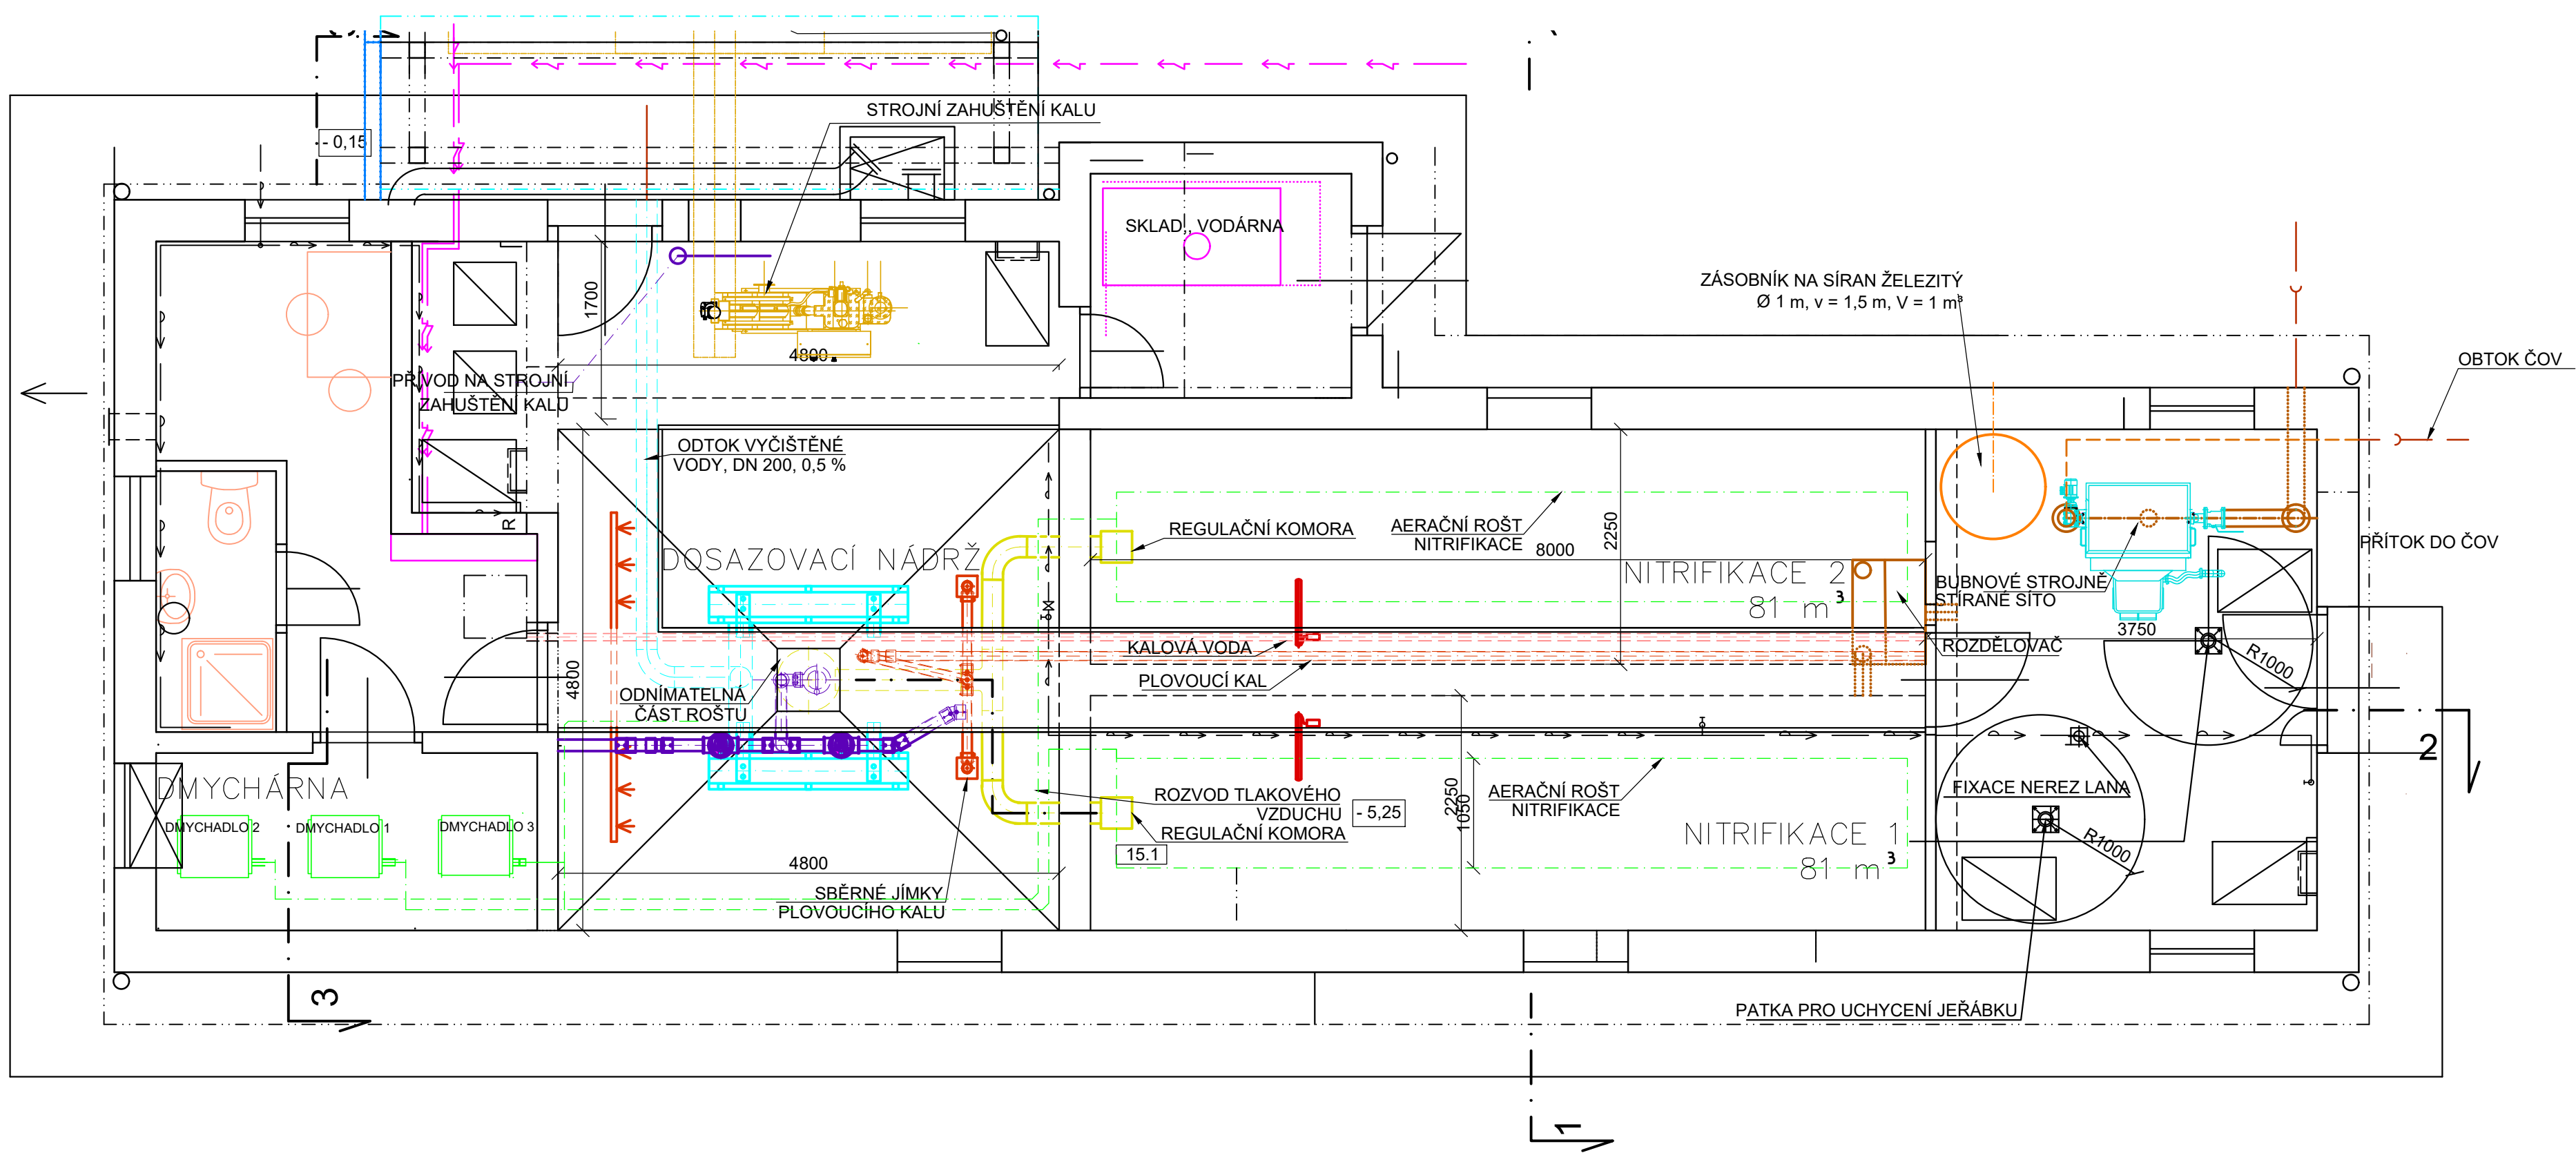 STROJNÍ ZAHUŠTĚNÍ KALU
- 0,15
SKLAD, VODÁRNA
ZÁSOBNÍK NA SÍRAN ŽELEZITÝ
Ø 1 m, v = 1,5 m, V = 1 m³
1700
4800
OBTOK ČOV
PŘÍVOD NA STROJNÍ
ZAHUŠTĚNÍ KALU
ODTOK VYČIŠTĚNÉ
VODY, DN 200, 0,5 %
R
REGULAČNÍ KOMORA
AERAČNÍ ROŠT
NITRIFIKACE
2250
8000
PŘÍTOK DO ČOV
DOSAZOVACÍ NÁDRŽ
NITRIFIKACE 2
81 m³
BUBNOVÉ STROJNĚ
STÍRANÉ SÍTO
3750
KALOVÁ VODA
ROZDĚLOVAČ
R1000
PLOVOUCÍ KAL
4800
ODNÍMATELNÁ
ČÁST ROŠTU
2
DMYCHÁRNA
ROZVOD TLAKOVÉHO
VZDUCHU
- 5,25
REGULAČNÍ KOMORA
15.1
2250
1050
AERAČNÍ ROŠT
NITRIFIKACE
FIXACE NEREZ LANA
DMYCHADLO 2
DMYCHADLO 1
DMYCHADLO 3
NITRIFIKACE 1
81 m³
R1000
4800
SBĚRNÉ JÍMKY
PLOVOUCÍHO KALU
3
PATKA PRO UCHYCENÍ JEŘÁBKU
1